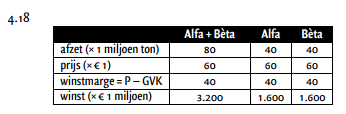 4.18
Alfa + Bèta Alfa Bèta
afzet (× 1 miljoen ton) 80 40 40
prijs (× € 1) 60 60 60
winstmarge = P – GVK 40 40 40
winst (× € 1 miljoen) 3.200 1.600 1.600